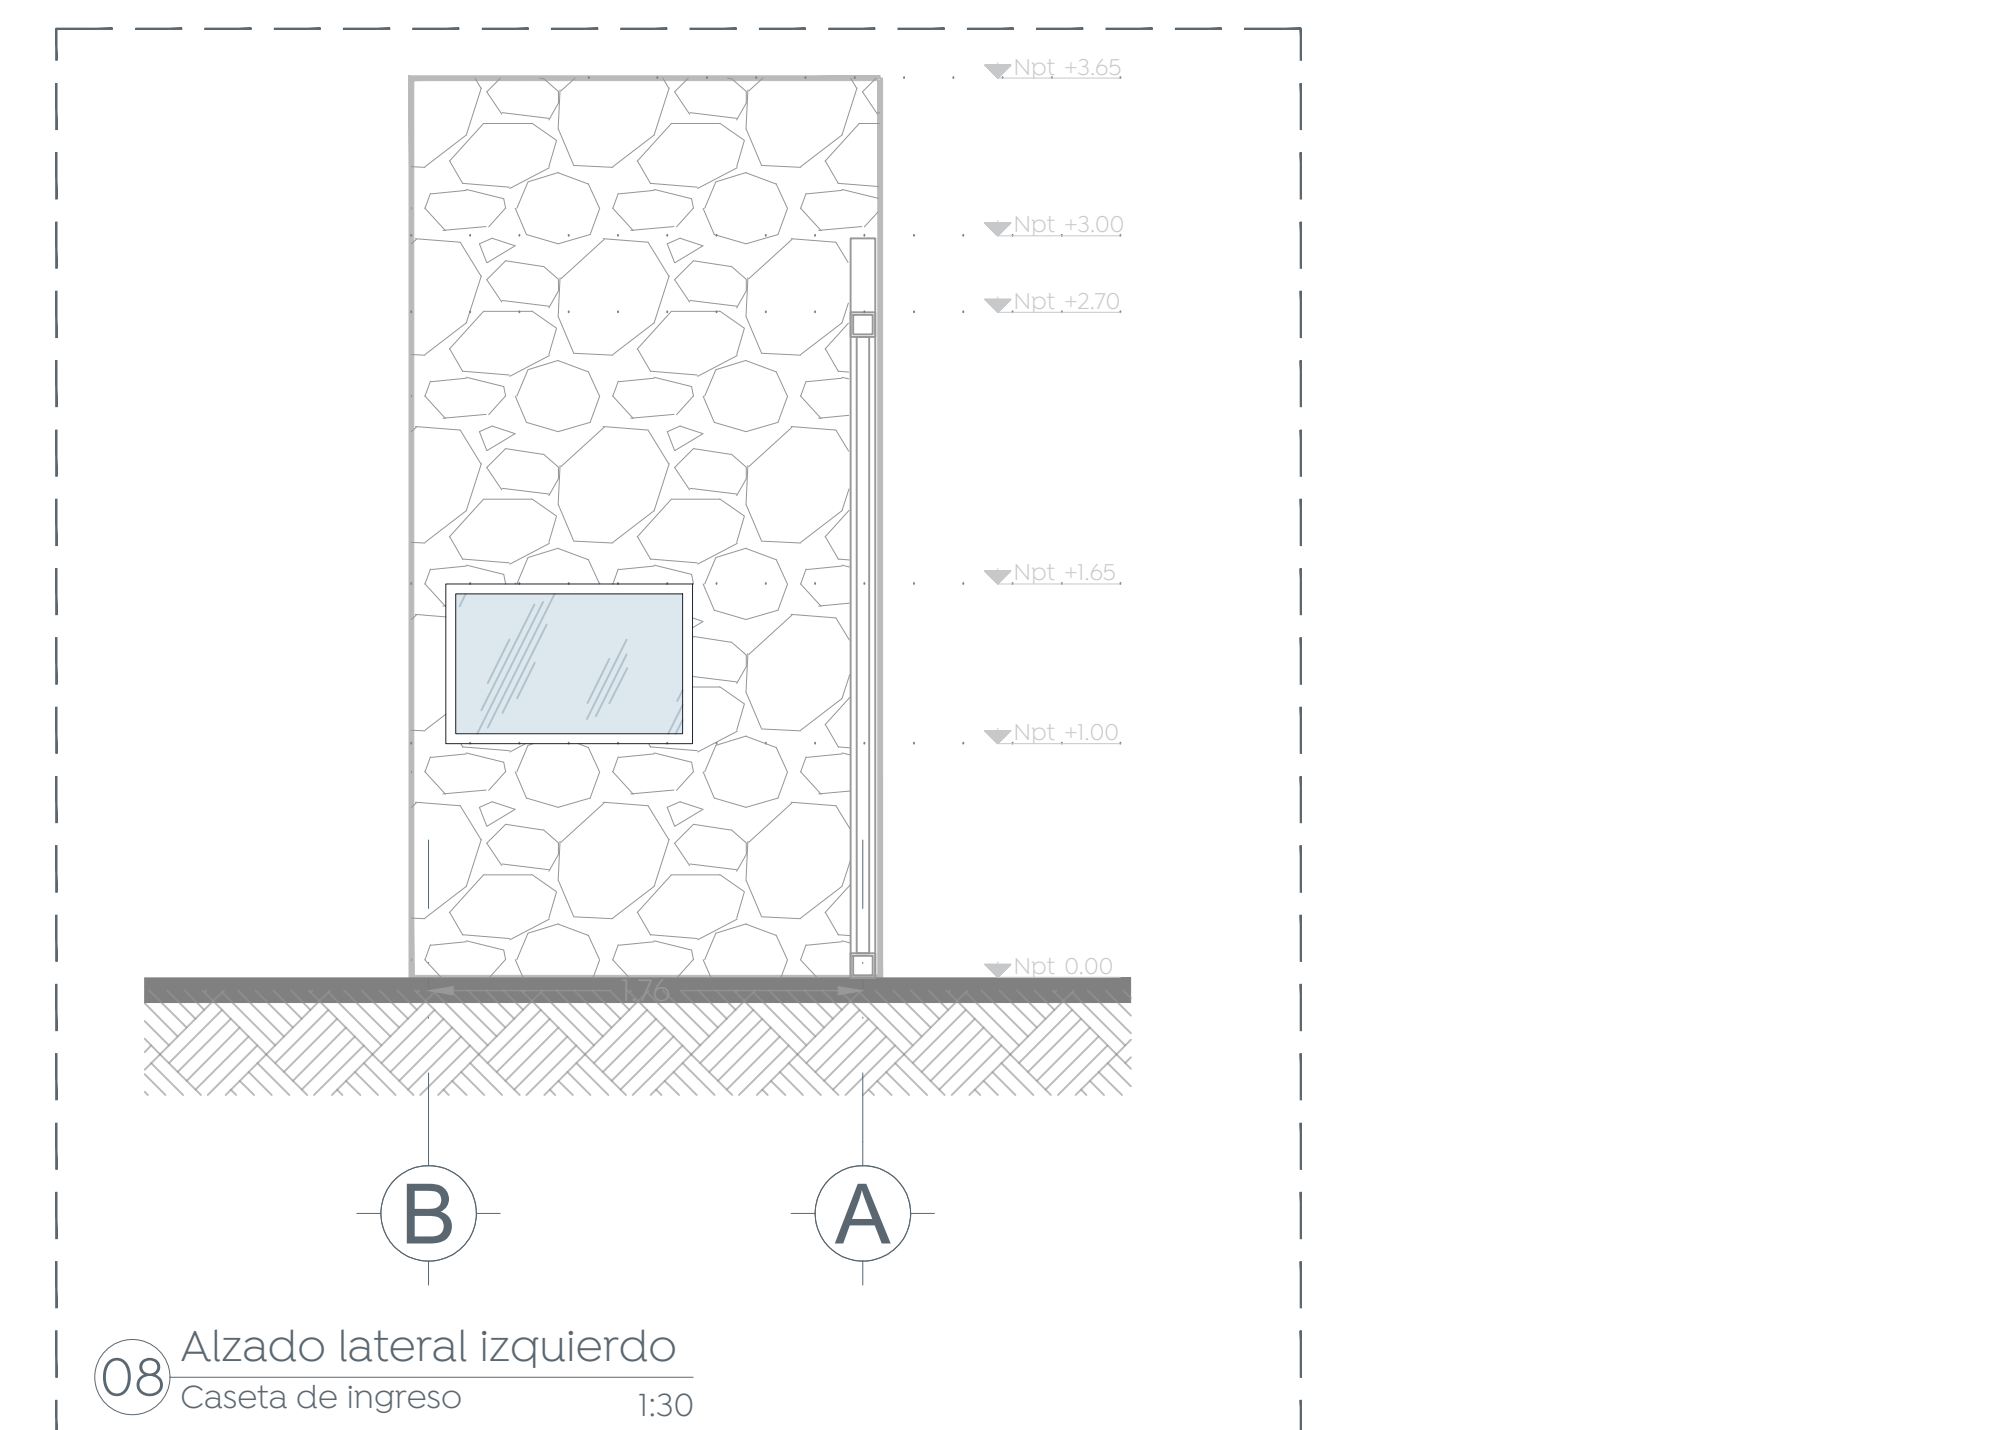 Npt +3.65
Npt +3.00
Npt +2.70
Npt +1.65
Npt +1.00
Npt 0.00
1.76
B
A
08
Alzado lateral izquierdo
Caseta de ingreso
1:30